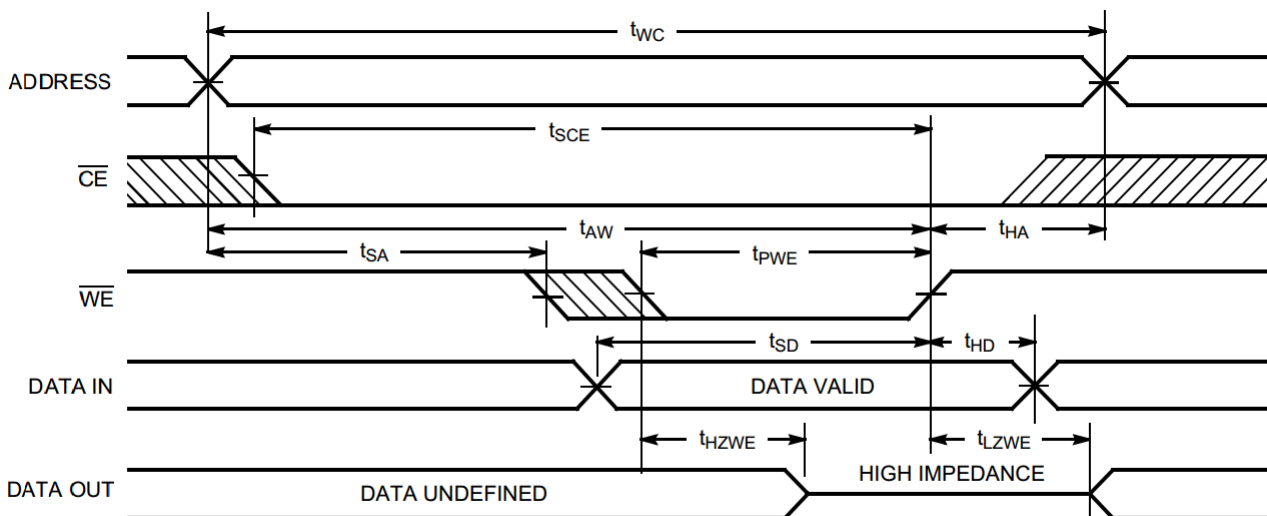 tWC
ADDRESS
tSCE
CE
tAW
tHA
tSA
tPWE
WE
tSD
tHD
DATA IN
DATA VALID
tHZWE
tLZWE
HIGH IMPEDANCE
DATA OUT
DATA UNDEFINED